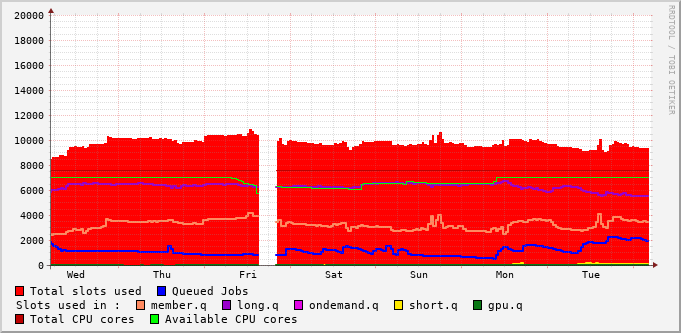 RRDTOOL / TOBI OETIKER
20000
18000
16000
14000
12000
10000
8000
6000
4000
2000
0
Wed Thu Fri Sat Sun Mon Tue
Total slots used Queued Jobs
Slots used in : member.q long.q ondemand.q short.q gpu.q
Total CPU cores Available CPU cores